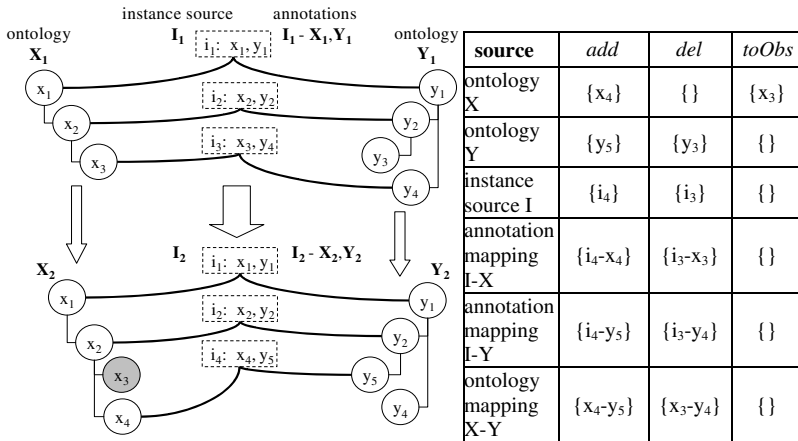 instance source annotations
ontology I₁ I₁ - X₁,Y₁ ontology
X₁ Y₁
i₁: x₁, y₁
x₁ y₁
i₂: x₂, y₂
x₂ y₂
i₃: x₃, y₄
x₃ y₃
y₄
X₂ I₂ I₂ - X₂,Y₂ Y₂
i₁: x₁, y₁
x₁ y₁
i₂: x₂, y₂
x₂ y₂
i₄: x₄, y₅
x₃ y₅
x₄ y₄
source add del toObs
ontology
X {x₄} {} {x₃}
ontology
Y {y₅} {y₃} {}
instance
source I {i₄} {i₃} {}
annotation
mapping {i₄-x₄} {i₃-x₃} {}
I-X
annotation
mapping {i₄-y₅} {i₃-y₄} {}
I-Y
ontology
mapping {x₄-y₅} {x₃-y₄} {}
X-Y